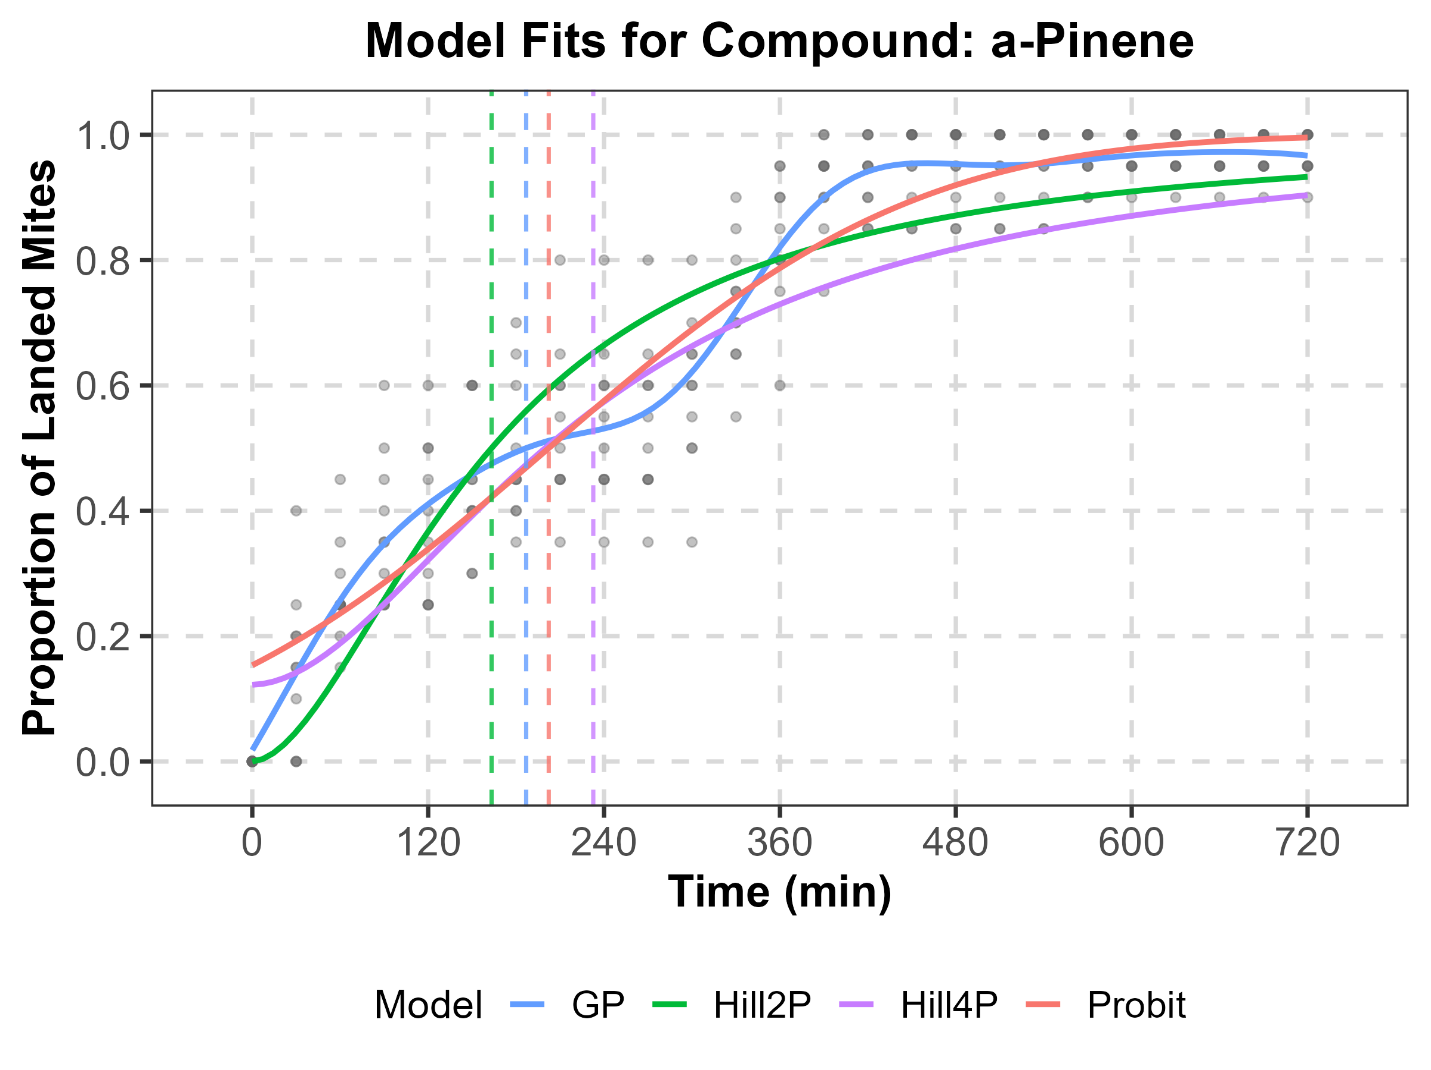 Model Fits for Compound: a-Pinene
Proportion of Landed Mites
1.0
0.8
0.6
0.4
0.2
0.0
0 120 240 360 480 600 720
Time (min)
Model GP Hill2P Hill4P Probit